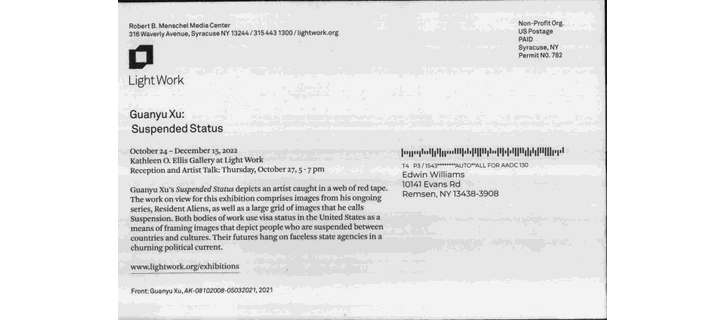 Robert B. Menschel Media Center
316 Waverly Avenue, Syracuse NY 13244 / 315 443 1300 / lightwork.org
Non-Profit Org.
US Postage
PAID
Syracuse, NY
Permit NO. 782
Light Work
Guanyu Xu:
Suspended Status
October 24 – December 15, 2022
Kathleen O. Ellis Gallery at Light Work
Reception and Artist Talk: Thursday, October 27, 5 - 7 pm
Guanyu Xu's Suspended Status depicts an artist caught in a web of red tape.
The work on view for this exhibition comprises images from his ongoing
series, Resident Aliens, as well as a large grid of images that he calls
Suspension. Both bodies of work use visa status in the United States as a
means of framing images that depict people who are suspended between
countries and cultures. Their futures hang on faceless state agencies in a
churning political current.
www.lightwork.org/exhibitions
Front: Guanyu Xu, AK-08102008-05032021, 2021
T4 P3 / 1543********AUTO**ALL FOR AADC 130
Edwin Williams
10141 Evans Rd
Remsen, NY 13438-3908